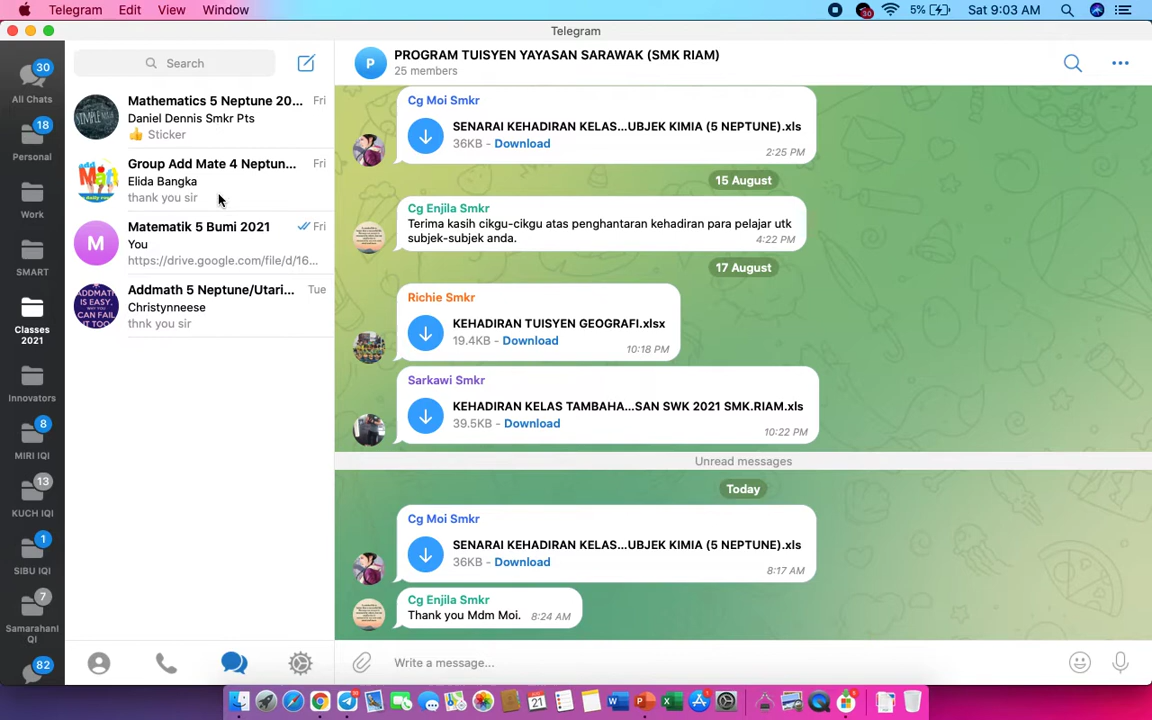 Telegram Edit View Window
30
5%
Sat 9:03 AM
Telegram
30
All Chats
18
Personal
Work
SMART
Classes
2021
Innovators
8
MIRI IQI
13
KUCH IQI
1
SIBU IQI
7
Samarahani
QI
82
Search
Mathematics 5 Neptune 20... Fri
Daniel Dennis Smkr Pts
👍 Sticker
Group Add Mate 4 Neptun... Fri
Elida Bangka
thank you sir
M
Matematik 5 Bumi 2021 Fri
You
https://drive.google.com/file/d/16...
Addmath 5 Neptune/Utari... Tue
Christynneese
thnk you sir
P
PROGRAM TUISYEN YAYASAN SARAWAK (SMK RIAM)
25 members
Cg Moi Smkr
SENARAI KEHADIRAN KELAS...UBJEK KIMIA (5 NEPTUNE).xls
36KB - Download
2:25 PM
15 August
Cg Enjila Smkr
Terima kasih cikgu-cikgu atas penghantaran kehadiran para pelajar utk
subjek-subjek anda.
4:22 PM
17 August
Richie Smkr
KEHADIRAN TUISYEN GEOGRAFI.xlsx
19.4KB - Download
10:18 PM
Sarkawi Smkr
KEHADIRAN KELAS TAMBAHA...SAN SWK 2021 SMK.RIAM.xls
39.5KB - Download
10:22 PM
Unread messages
Today
Cg Moi Smkr
SENARAI KEHADIRAN KELAS...UBJEK KIMIA (5 NEPTUNE).xls
36KB - Download
8:17 AM
Cg Enjila Smkr
Thank you Mdm Moi. 8:24 AM
Write a message...
21